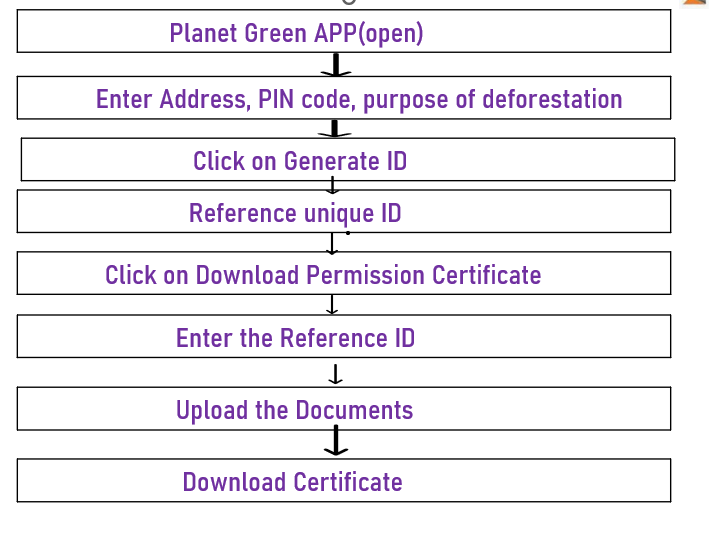 Planet Green APP(open)
Enter Address, PIN code, purpose of deforestation
Click on Generate ID
Reference unique ID
Click on Download Permission Certificate
Enter the Reference ID
Upload the Documents
Download Certificate